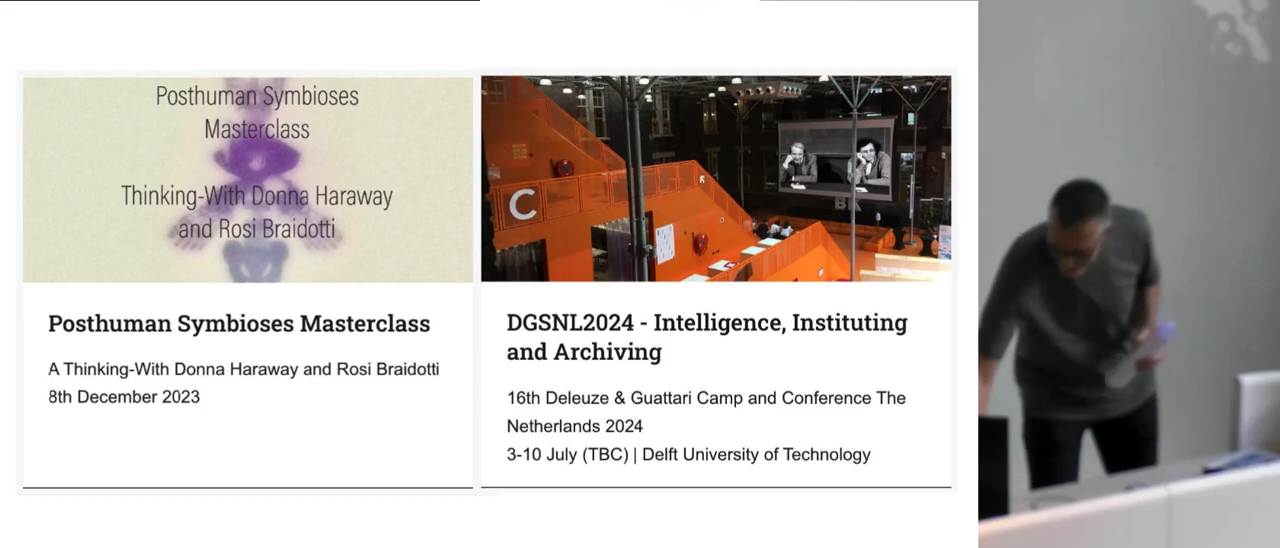 Posthuman Symbioses
Masterclass
Thinking-With Donna Haraway
and Rosi Braidotti
Posthuman Symbioses Masterclass
A Thinking-With Donna Haraway and Rosi Braidotti
8th December 2023
C
BK
DGSNL2024 - Intelligence, Instituting
and Archiving
16th Deleuze & Guattari Camp and Conference The
Netherlands 2024
3-10 July (TBC) | Delft University of Technology